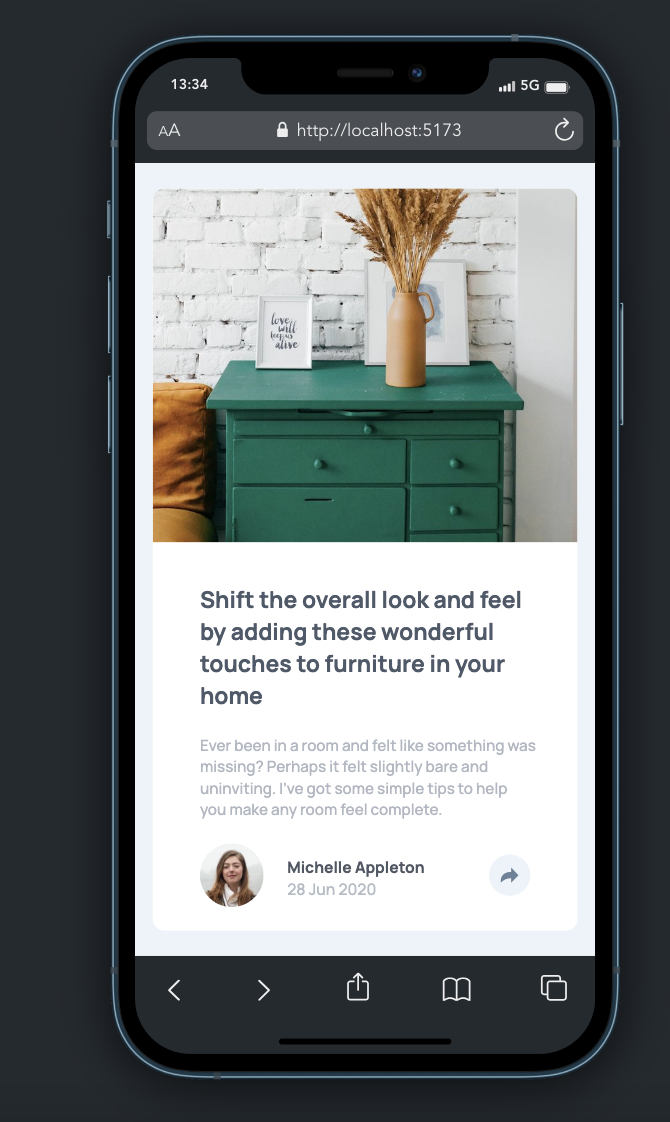 13:34
5G
AA
http://localhost:5173
love
will
keep us
alive
Shift the overall look and feel
by adding these wonderful
touches to furniture in your
home
Ever been in a room and felt like something was
missing? Perhaps it felt slightly bare and
uninviting. I've got some simple tips to help
you make any room feel complete.
Michelle Appleton
28 Jun 2020